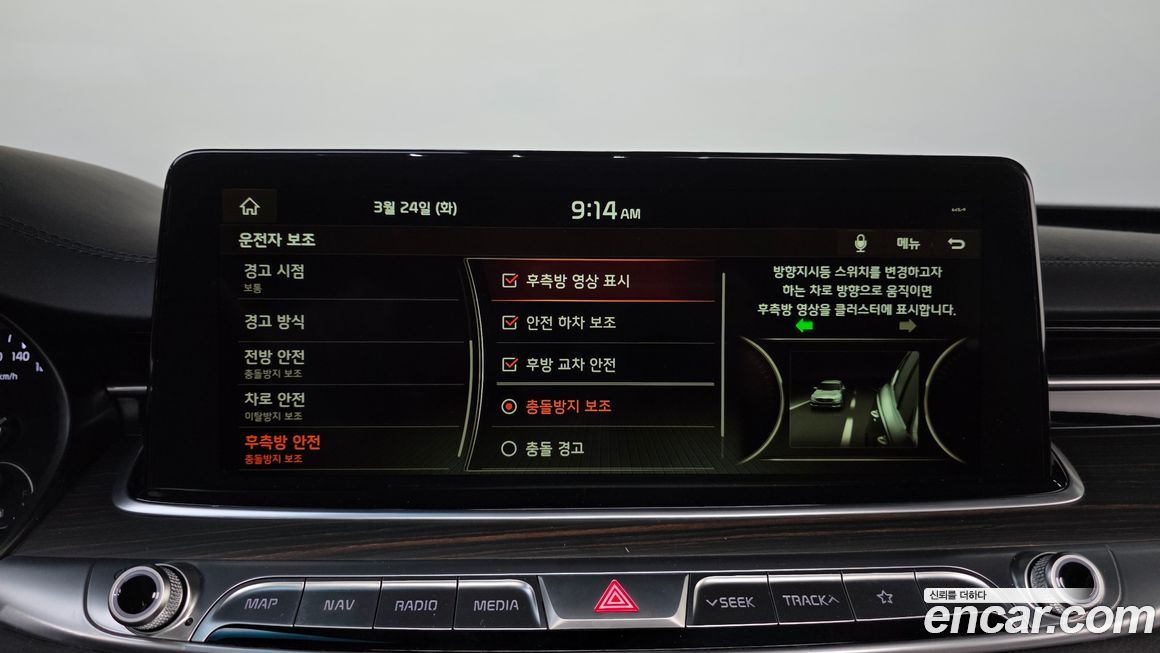 3월 24일 (화)
9:14 AM
운전자 보조
메뉴
경고 시점
보통
경고 방식
전방 안전
충돌방지 보조
차로 안전
이탈방지 보조
후측방 안전
충돌방지 보조
후측방 영상 표시
안전 하차 보조
후방 교차 안전
충돌방지 보조
충돌 경고
방향지시등 스위치를 변경하고자
하는 차로 방향으로 움직이면
후측방 영상을 클러스터에 표시합니다.
140
km/h
MAP
NAV
RADIO
MEDIA
SEEK
TRACK
신뢰를 더하다
encar.com